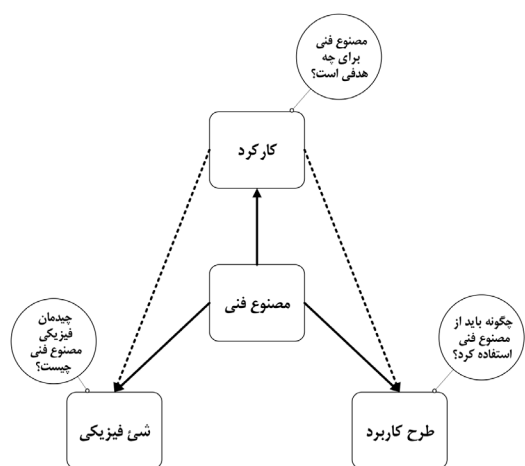 مصنوع فنی
برای چه
هدفی است؟
کارکرد
مصنوع فنی
چگونه باید از
مصنوع فنی
استفاده کرد؟
چیدمان
فیزیکی
مصنوع فنی
چیست؟
طرح کاربرد
شئ فیزیکی